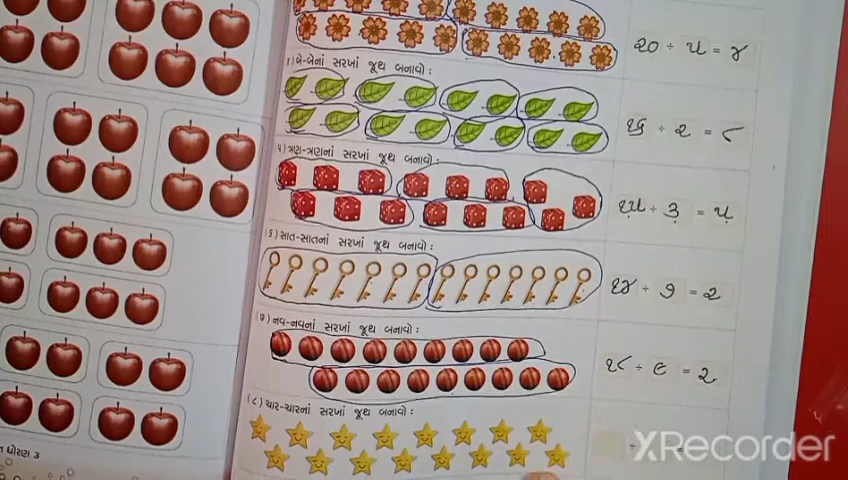 ૨૦ ÷ ૫ = ૪
૪) બે-બેનાં સરખાં જૂથ બનાવો :
૧૬ ÷ ૨ = ૮
૫) ત્રણ-ત્રણનાં સરખાં જૂથ બનાવો :
૧૫ ÷ ૩ = ૫
(૬) સાત-સાતનાં સરખાં જૂથ બનાવો :
૧૪ ÷ ૭ = ૨
(૭) નવ-નવનાં સરખાં જૂથ બનાવો :
૧૮ ÷ ૯ = ૨
(૮) ચાર-ચારનાં સરખાં જૂથ બનાવો :
÷ =
ધોરણ ૩
XRecorder